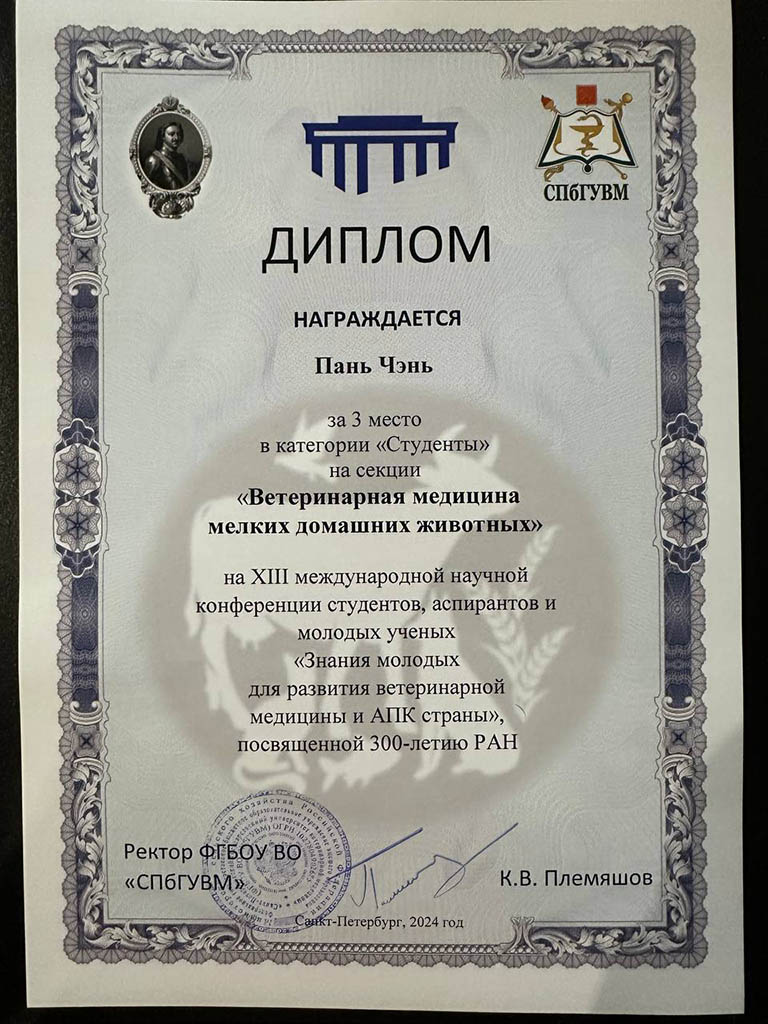 СПбГУВМ
ДИПЛОМ
НАГРАЖДАЕТСЯ
Пань Чэнь
за 3 место
в категории «Студенты»
на секции
«Ветеринарная медицина
мелких домашних животных»
на XIII международной научной
конференции студентов, аспирантов и
молодых ученых
«Знания молодых
для развития ветеринарной
медицины и АПК страны»,
посвященной 300-летию РАН
Ректор ФГБОУ ВО
«СПбГУВМ»
К.В. Племяшов
Санкт-Петербург, 2024 год